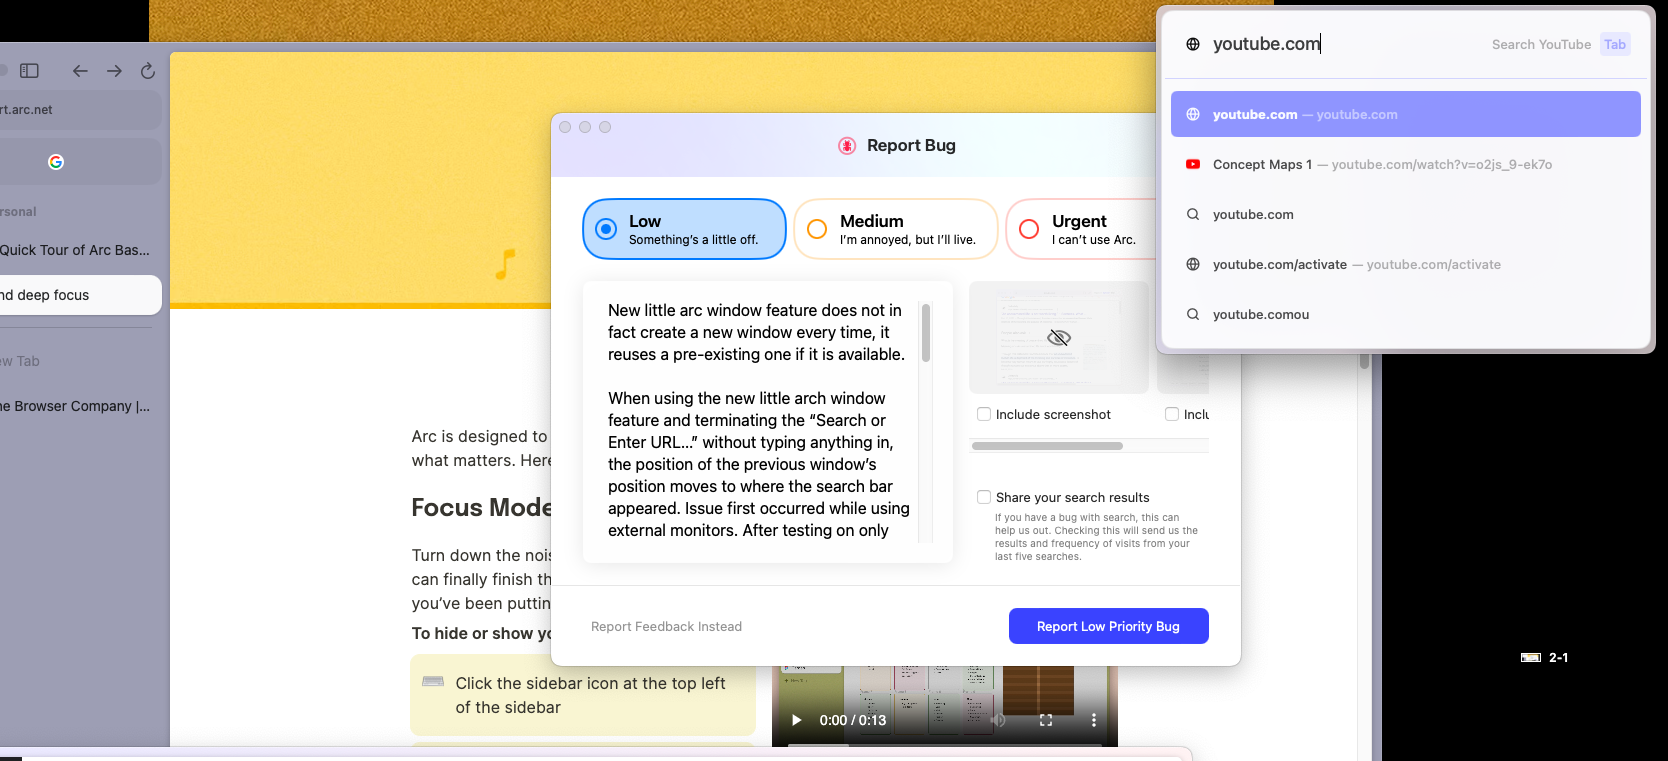 rt.arc.net
rsonal
Quick Tour of Arc Bas...
nd deep focus
ew Tab
ne Browser Company |...
Arc is designed to
what matters. Here
Focus Mode
Turn down the nois
can finally finish th
you've been puttin
To hide or show yo
Click the sidebar icon at the top left
of the sidebar
0:00 / 0:13
Report Bug
Low
Something's a little off.
Medium
I'm annoyed, but I'll live.
Urgent
I can't use Arc.
New little arc window feature does not in
fact create a new window every time, it
reuses a pre-existing one if it is available.
When using the new little arch window
feature and terminating the “Search or
Enter URL...” without typing anything in,
the position of the previous window's
position moves to where the search bar
appeared. Issue first occurred while using
external monitors. After testing on only
Include screenshot
Inclu
Share your search results
If you have a bug with search, this can
help us out. Checking this will send us the
results and frequency of visits from your
last five searches.
Report Feedback Instead
Report Low Priority Bug
youtube.com
Search YouTube Tab
youtube.com — youtube.com
Concept Maps 1 — youtube.com/watch?v=o2js_9-ek7o
youtube.com
youtube.com/activate — youtube.com/activate
youtube.comou
2-1